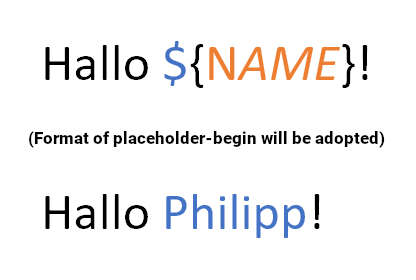 Hallo ${NAME}!
(Format of placeholder-begin will be adopted)
Hallo Philipp!